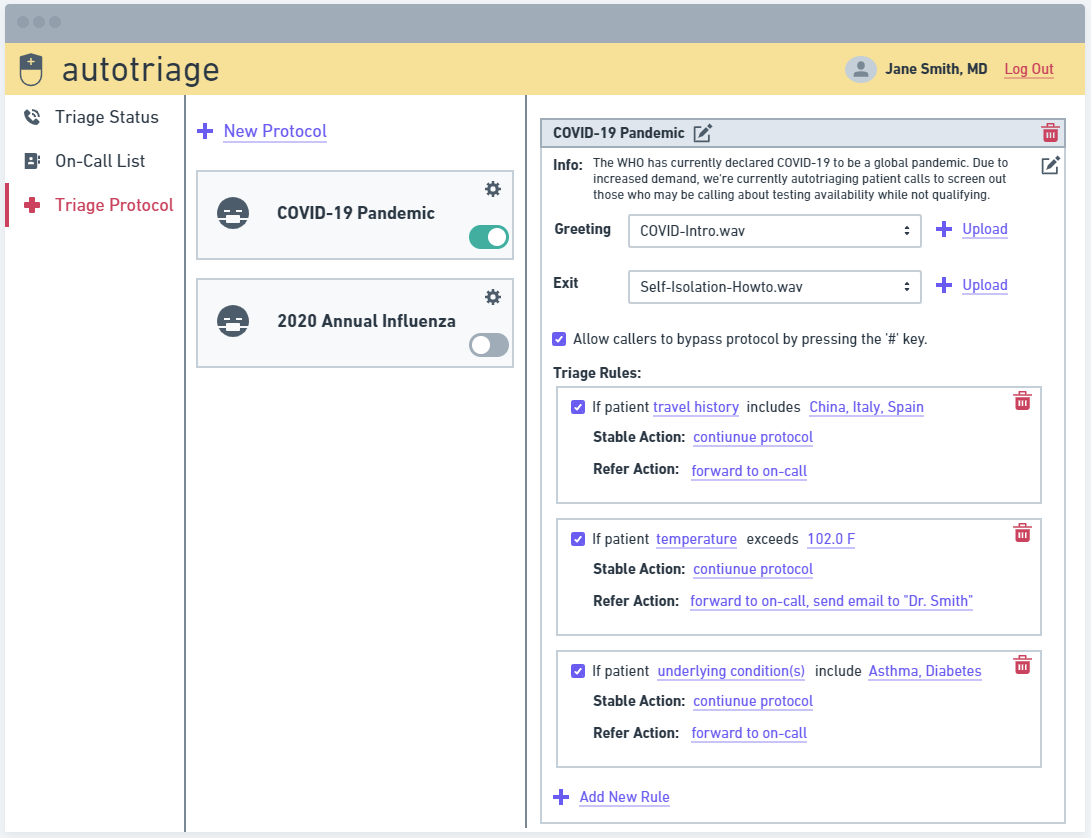 autotriage
Jane Smith, MD
Log Out
Triage Status
On-Call List
Triage Protocol
New Protocol
COVID-19 Pandemic
2020 Annual Influenza
COVID-19 Pandemic
Info: The WHO has currently declared COVID-19 to be a global pandemic. Due to
increased demand, we're currently autotriaging patient calls to screen out
those who may be calling about testing availability while not qualifying.
Greeting COVID-Intro.wav Upload
Exit Self-Isolation-Howto.wav Upload
Allow callers to bypass protocol by pressing the '#' key.
Triage Rules:
If patient travel history includes China, Italy, Spain
Stable Action: contiunue protocol
Refer Action: forward to on-call
If patient temperature exceeds 102.0 F
Stable Action: contiunue protocol
Refer Action: forward to on-call, send email to "Dr. Smith"
If patient underlying condition(s) include Asthma, Diabetes
Stable Action: contiunue protocol
Refer Action: forward to on-call
Add New Rule